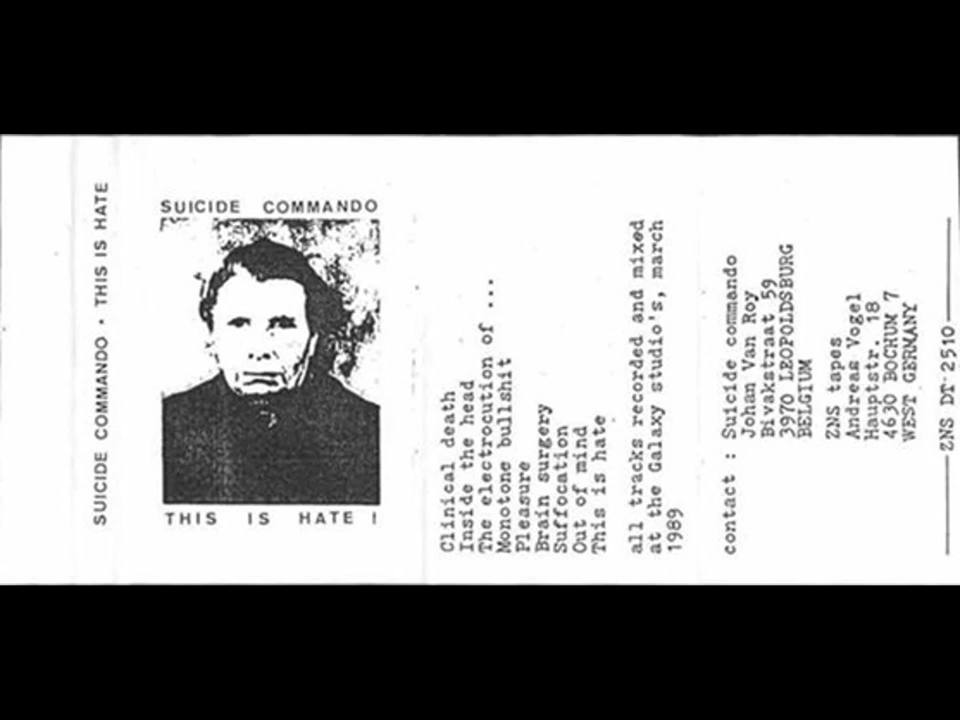 SUICIDE COMMANDO · THIS IS HATE
SUICIDE COMMANDO
THIS IS HATE !
Clinical death
Inside the head
The electrocution of ...
Monotone bullshit
Pleasure
Brain surgery
Suffocation
Out of mind
This is hate
all tracks recorded and mixed
at the Galaxy studio's, march
1989
contact : Suicide commando
Johan Van Roy
Bivakstraat 59
3970 LEOPOLDSBURG
BELGIUM
ZNS tapes
Andreas Vogel
Hauptstr. 18
4630 BOCHUM 7
WEST GERMANY
ZNS DT-2510